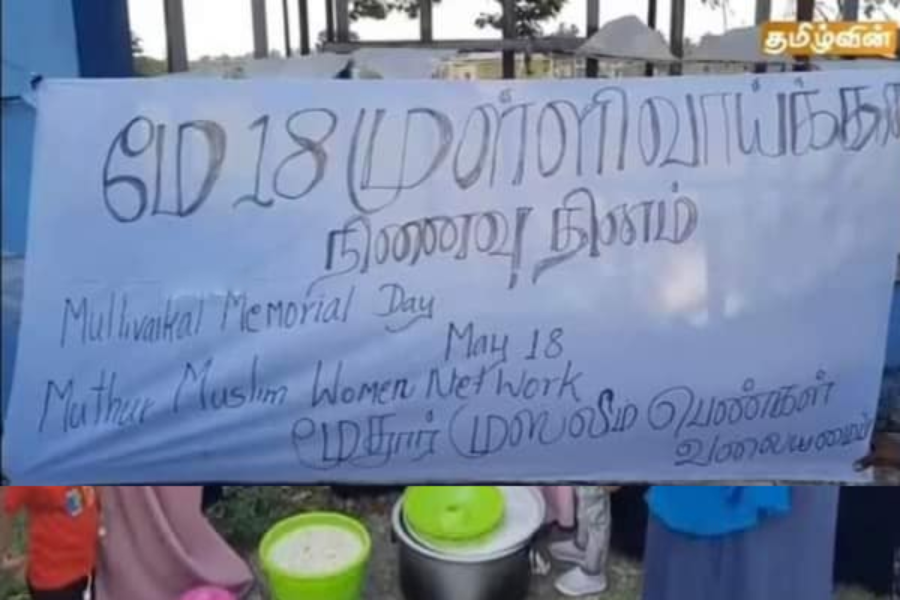 தமிழ்வின்
மே 18 முள்ளிவாய்க்கா
நிணைவு தினம்
Mullivaikal Memorial Day
May 18
Muthur Muslim Women NetWork
மூதூர் முஸ்லீம் பெண்கள்
வலையமைப்